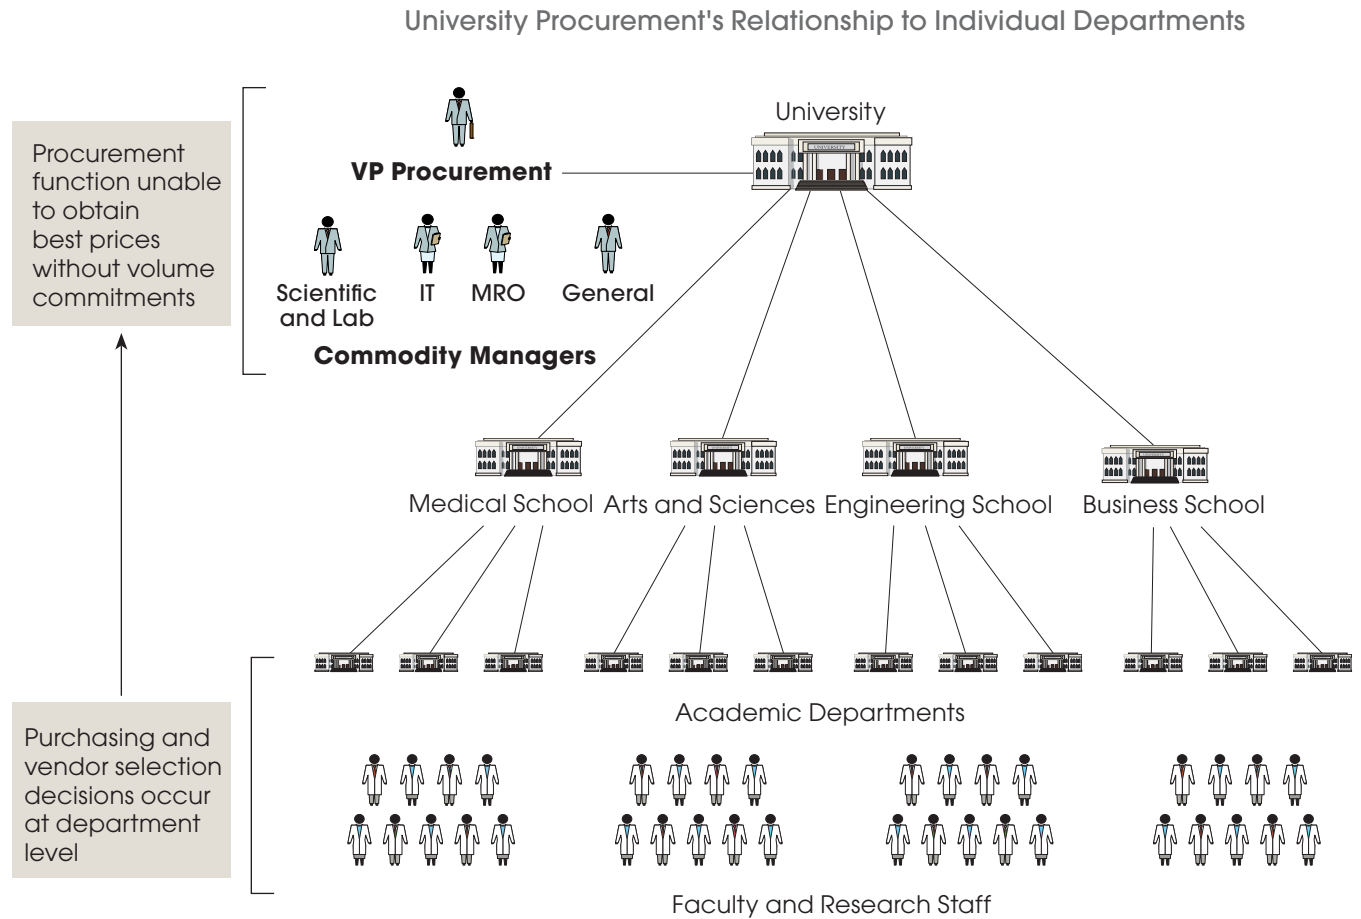 University Procurement's Relationship to Individual Departments
Procurement
function unable
to obtain
best prices
without volume
commitments
VP Procurement
Scientific
and Lab
IT
MRO
General
Commodity Managers
University
UNIVERSITY
Medical School
Arts and Sciences
Engineering School
Business School
Purchasing and
vendor selection
decisions occur
at department
level
Academic Departments
Faculty and Research Staff